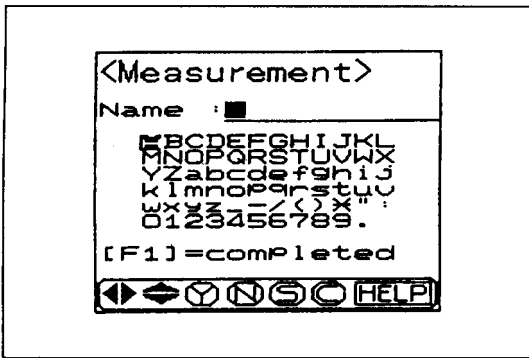 <Measurement>
Name :
ABCDEFGHIJKL
MNOPQRSTUVWX
YZabcdefghij
klmnopqrstuv
wxyz_-/()*":
0123456789.
[F1]=completed
Y N S C HELP